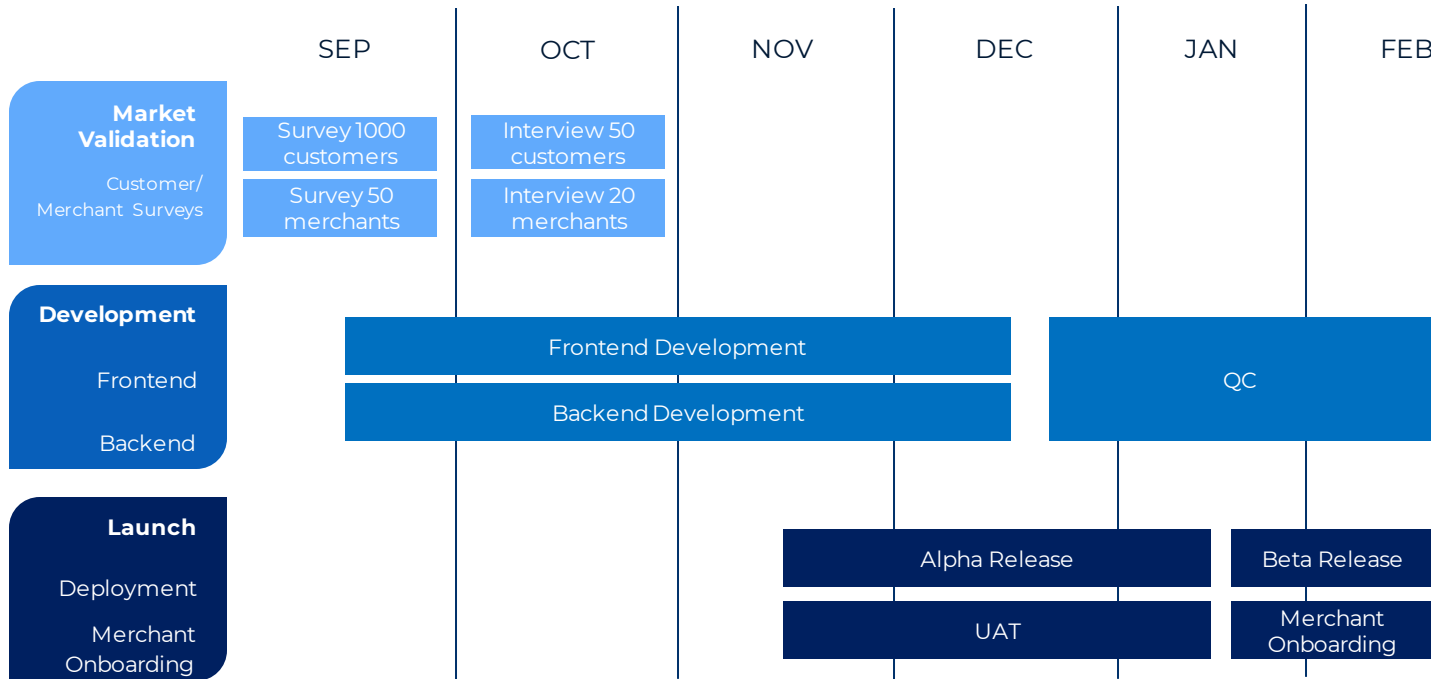 SEP OCT NOV DEC JAN FEB
Market
Validation
Customer/
Merchant Surveys
Survey 1000
customers
Interview 50
customers
Survey 50
merchants
Interview 20
merchants
Development
Frontend
Backend
Frontend Development
Backend Development
QC
Launch
Deployment
Merchant
Onboarding
Alpha Release
Beta Release
UAT
Merchant
Onboarding